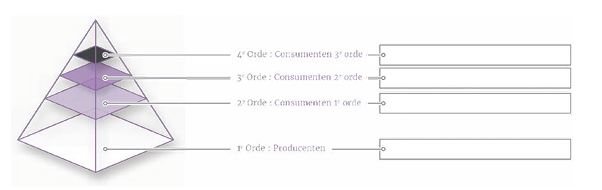 4e Orde : Consumenten 3e orde
3e Orde : Consumenten 2e orde
2e Orde : Consumenten 1e orde
1e Orde : Producenten